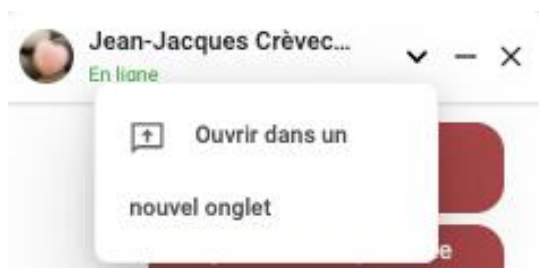 Jean-Jacques Crèvec...
En ligne
Ouvrir dans un
nouvel onglet
e